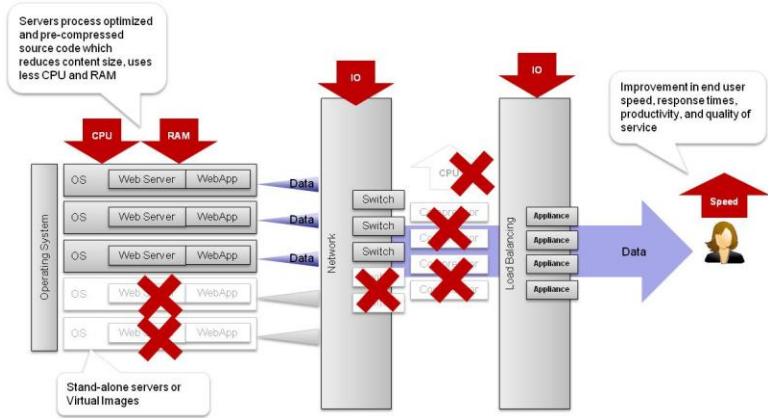 Servers process optimized
and pre-compressed
source code which
reduces content size, uses
less CPU and RAM
IO
IO
Improvement in end user
speed, response times,
productivity, and quality of
service
CPU
RAM
CPU
Speed
Operating System
OS
Web Server
WebApp
Data
OS
Web Server
WebApp
Data
OS
Web Server
WebApp
Data
OS
WebApp
OS
WebApp
Network
Switch
Switch
Switch
Load Balancing
Appliance
Appliance
Appliance
Appliance
Data
Stand-alone servers or
Virtual Images